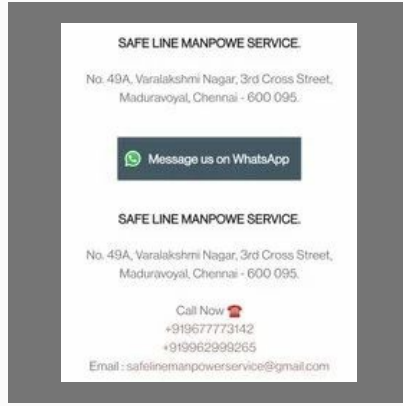 SAFE LINE MANPOWE SERVICE.
No. 49A, Varalakshmi Nagar, 3rd Cross Street,
Maduravoyal, Chennai - 600 095.
Message us on WhatsApp
SAFE LINE MANPOWE SERVICE.
No. 49A, Varalakshmi Nagar, 3rd Cross Street,
Maduravoyal, Chennai - 600 095.
Call Now ☎
+919677773142
+919962999265
Email : safelinemanpowerservice@gmail.com